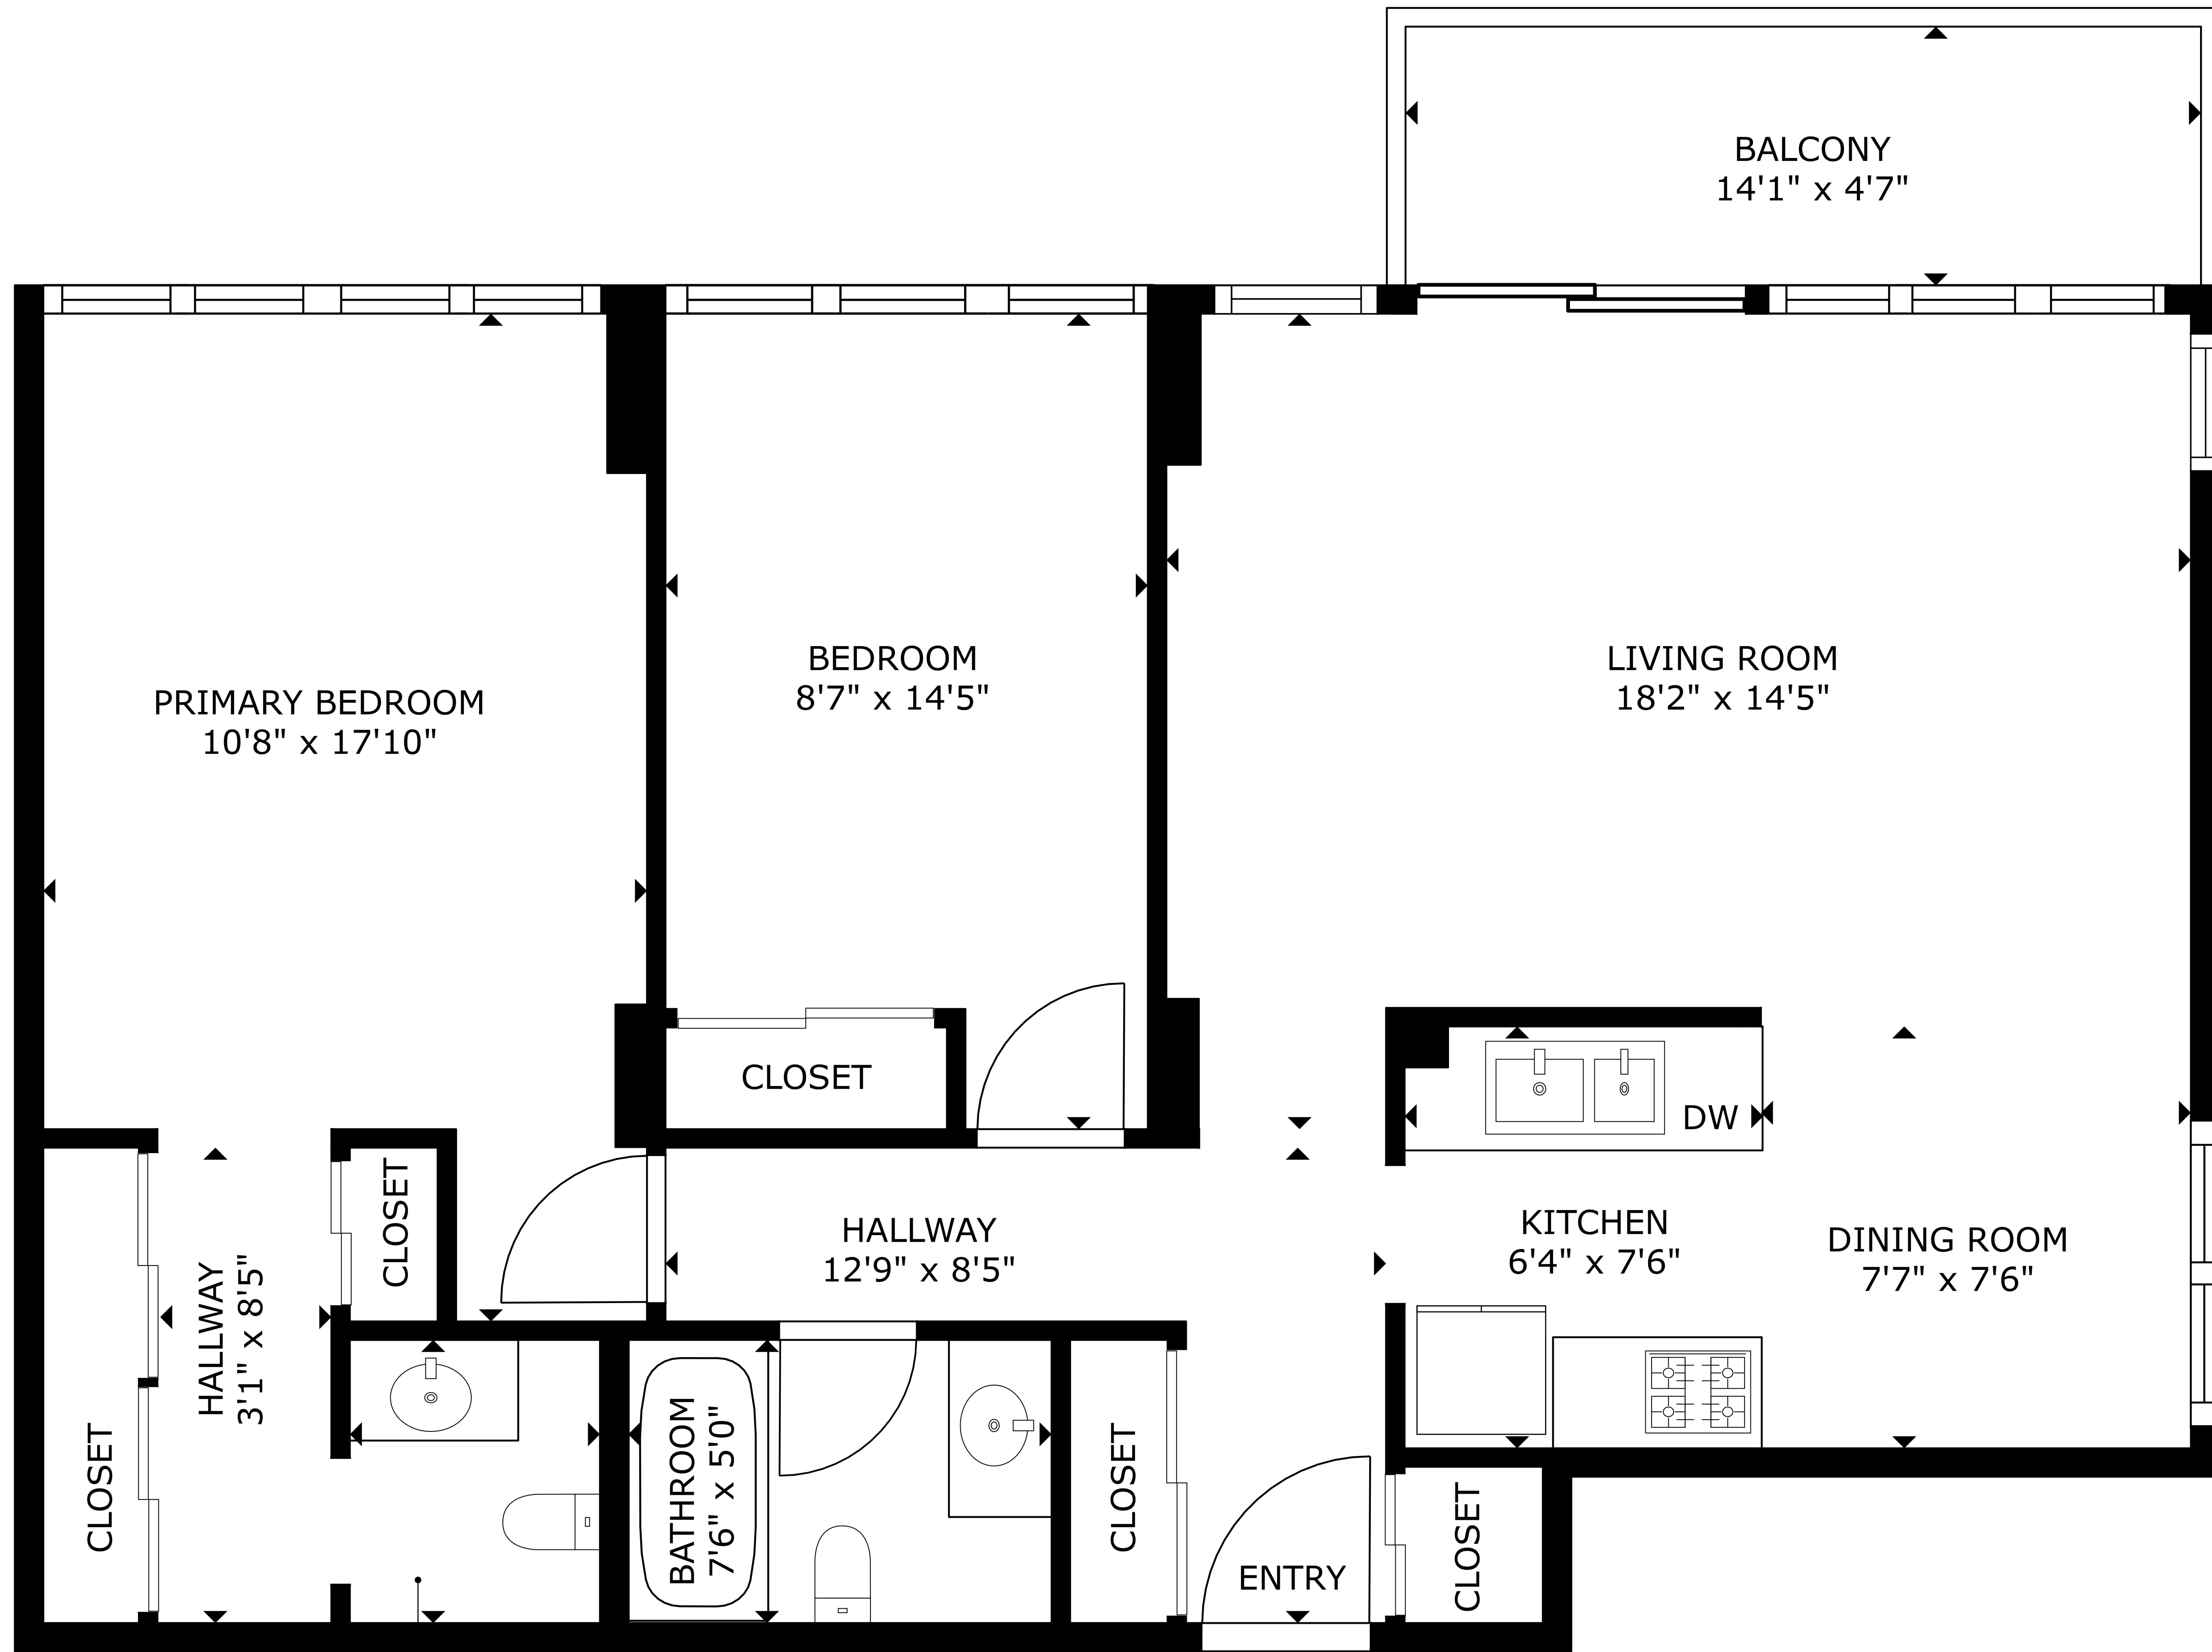 BALCONY
14'1" x 4'7"
BEDROOM
8'7" x 14'5"
LIVING ROOM
18'2" x 14'5"
PRIMARY BEDROOM
10'8" x 17'10"
CLOSET
DW
CLOSET
HALLWAY
12'9" x 8'5"
KITCHEN
6'4" x 7'6"
DINING ROOM
7'7" x 7'6"
HALLWAY
3'1" x 8'5"
CLOSET
BATHROOM
7'6" x 5'0"
CLOSET
ENTRY
CLOSET